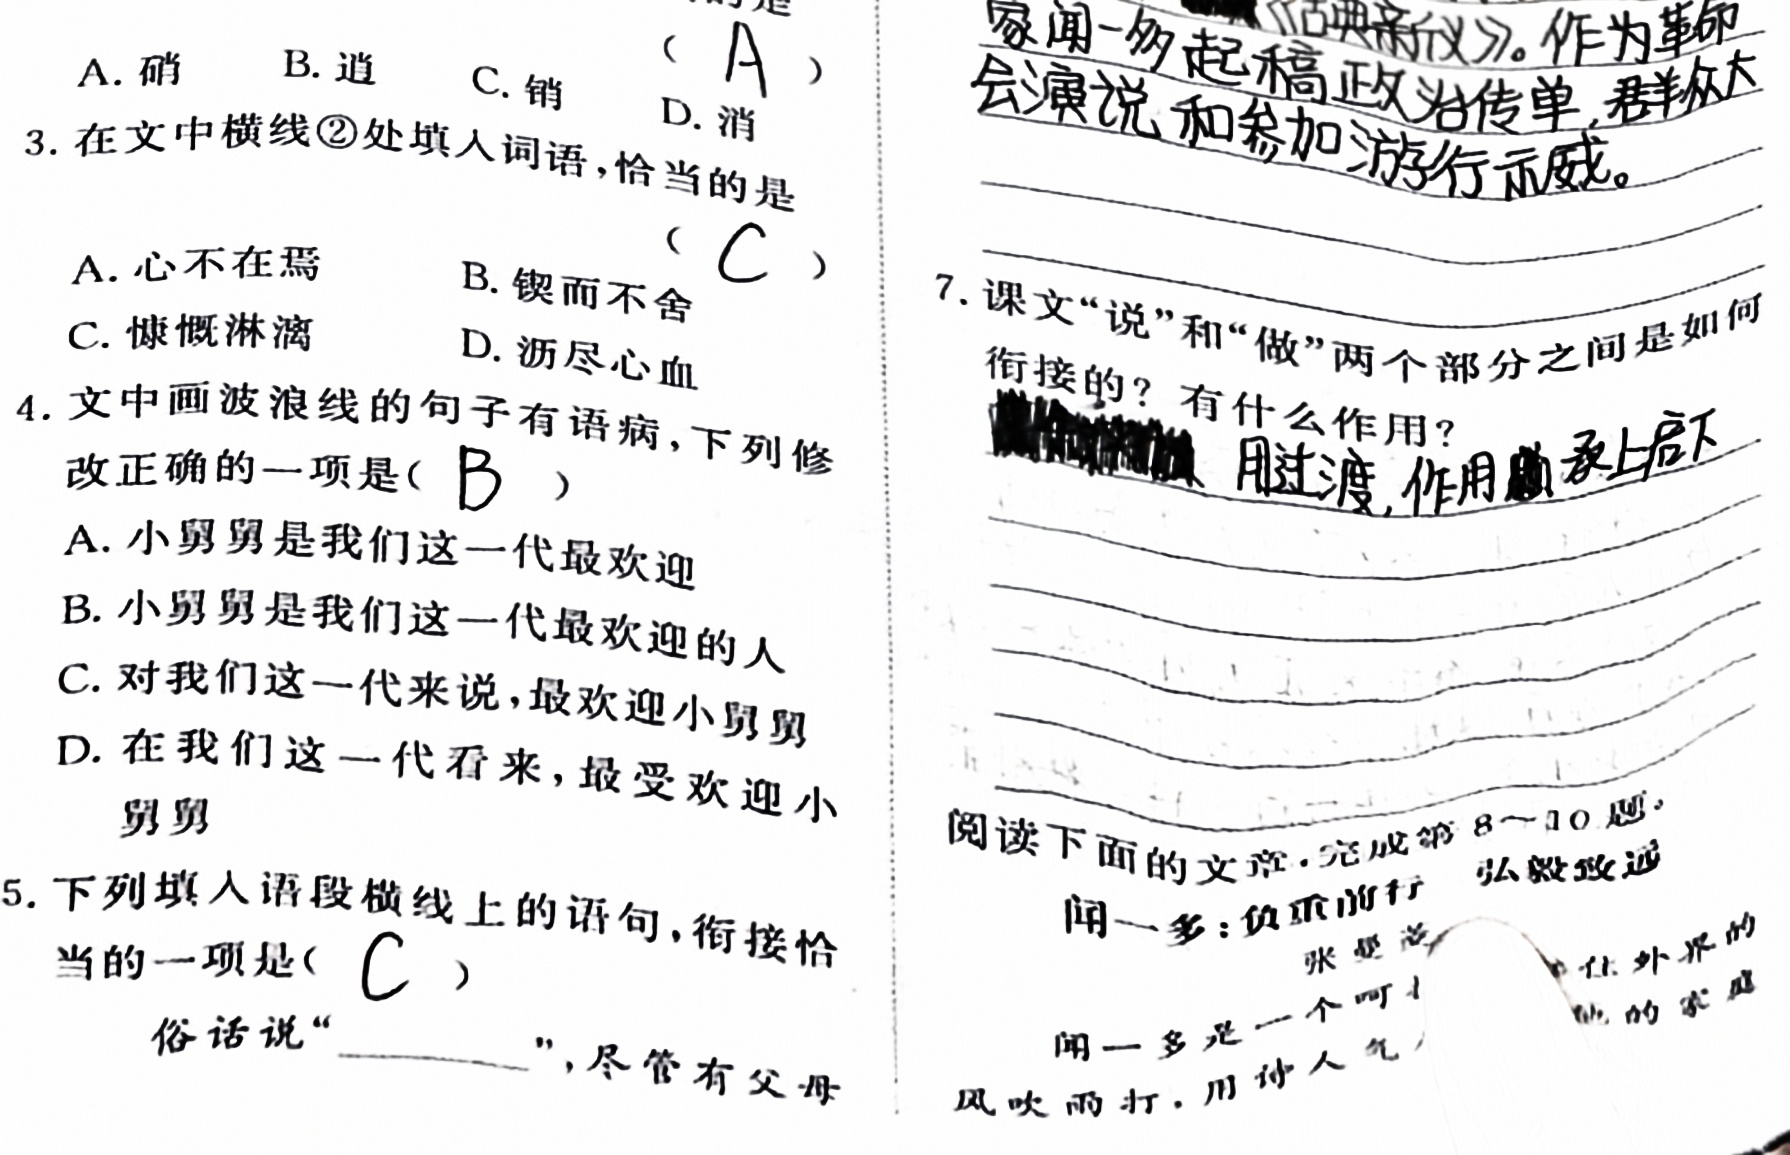 的是
( A )
A. 硝 B. 逍 C. 销 D. 消
3. 在文中横线②处填入词语,恰当的是
( C )
A. 心不在焉 B. 锲而不舍
C. 慷慨淋漓 D. 沥尽心血
4. 文中画波浪线的句子有语病,下列修
改正确的一项是( B )
A. 小舅舅是我们这一代最欢迎
B. 小舅舅是我们这一代最欢迎的人
C. 对我们这一代来说,最欢迎小舅舅
D. 在我们这一代看来,最受欢迎小
舅舅
5. 下列填入语段横线上的语句,衔接恰
当的一项是( C )
俗话说“________”,尽管有父母
《古典新义》。作为革命
家闻一多起稿政治传单,群众大
会演说和参加游行示威。
7. 课文“说”和“做”两个部分之间是如何
衔接的?有什么作用?
用过渡,作用 承上启下
阅读下面的文章,完成第8~10题。
闻一多:负重前行 弘毅致远
张
闻一多是一个 在外界的
风吹雨打,用 人 他的家庭